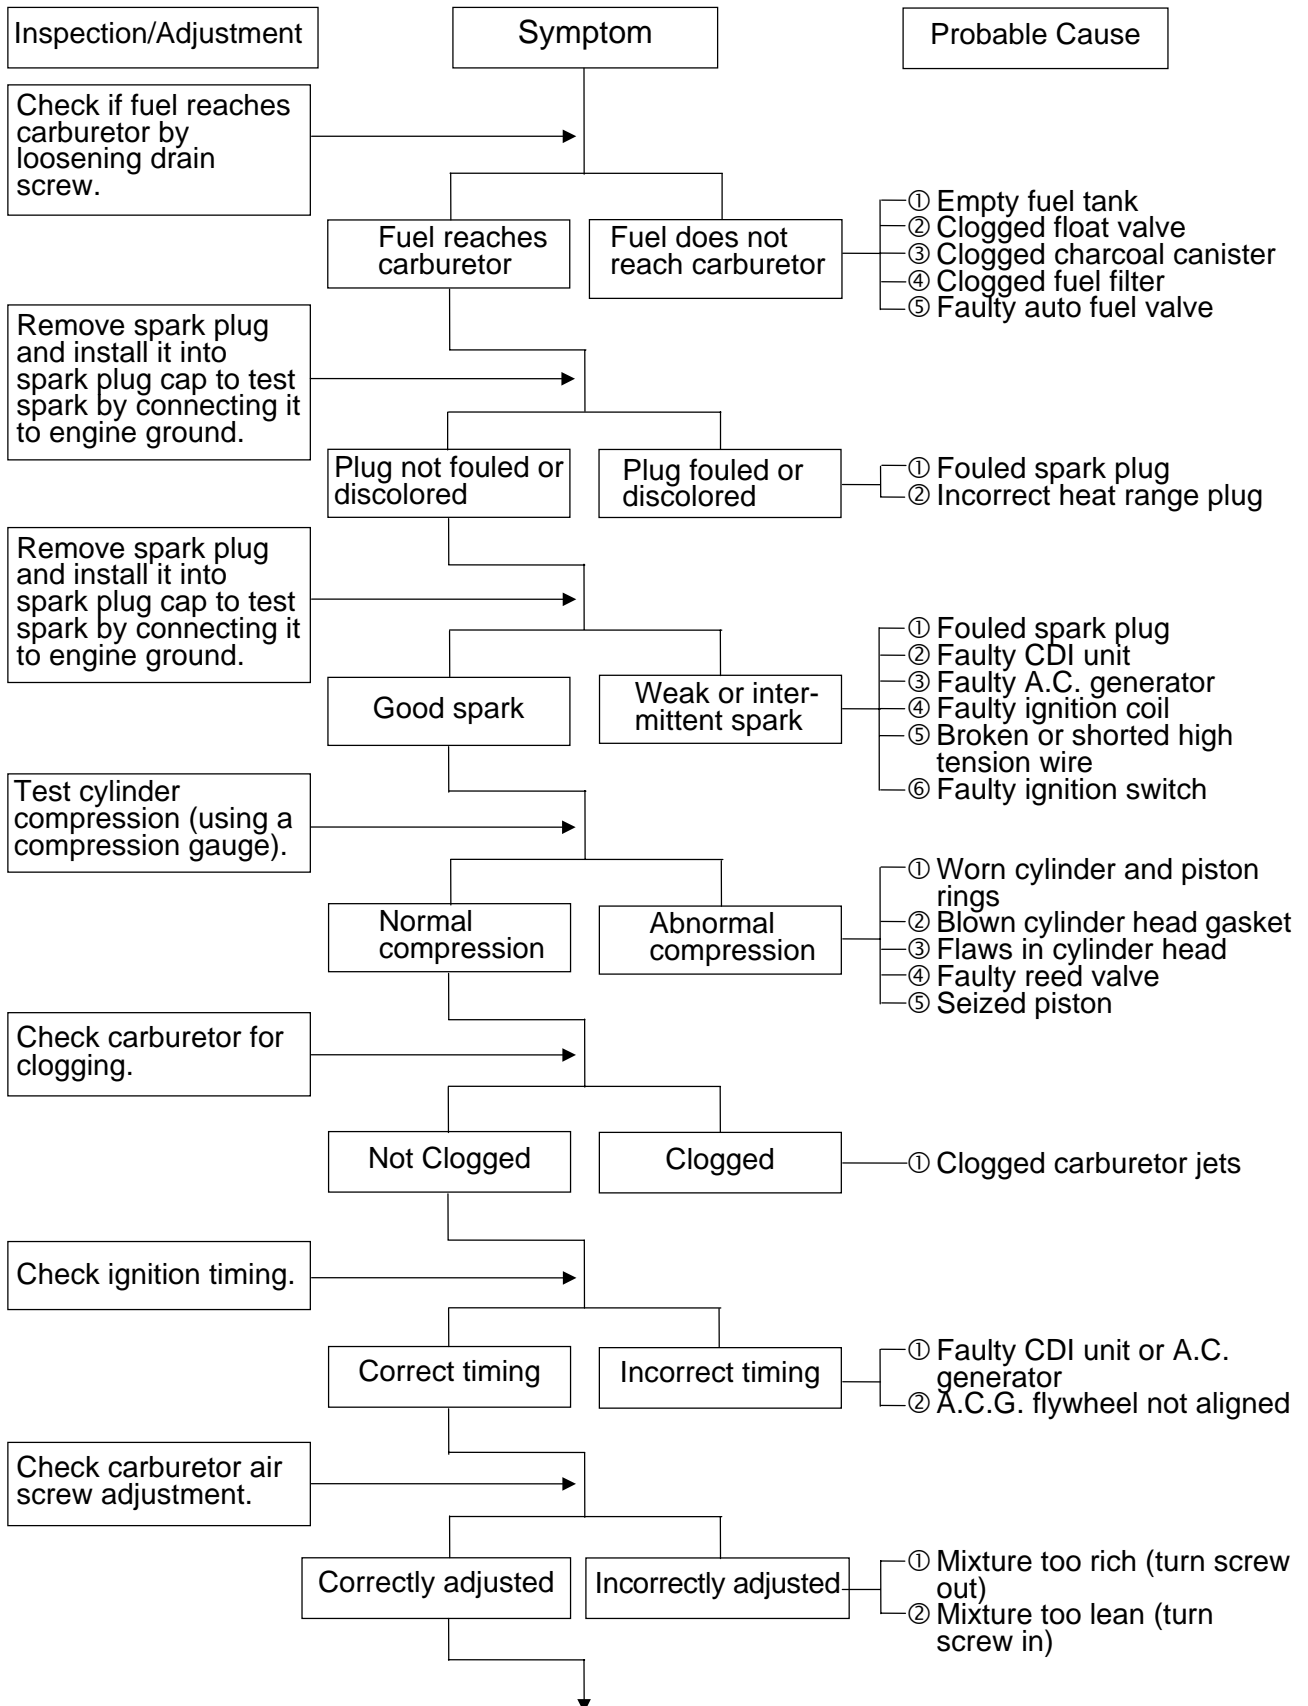 Inspection/Adjustment
Symptom
Probable Cause
Check if fuel reaches
carburetor by
loosening drain
screw.
Fuel reaches
carburetor
Fuel does not
reach carburetor
① Empty fuel tank
② Clogged float valve
③ Clogged charcoal canister
④ Clogged fuel filter
⑤ Faulty auto fuel valve
Remove spark plug
and install it into
spark plug cap to test
spark by connecting it
to engine ground.
Plug not fouled or
discolored
Plug fouled or
discolored
① Fouled spark plug
② Incorrect heat range plug
Remove spark plug
and install it into
spark plug cap to test
spark by connecting it
to engine ground.
Good spark
Weak or inter-
mittent spark
① Fouled spark plug
② Faulty CDI unit
③ Faulty A.C. generator
④ Faulty ignition coil
⑤ Broken or shorted high
tension wire
⑥ Faulty ignition switch
Test cylinder
compression (using a
compression gauge).
Normal
compression
Abnormal
compression
① Worn cylinder and piston
rings
② Blown cylinder head gasket
③ Flaws in cylinder head
④ Faulty reed valve
⑤ Seized piston
Check carburetor for
clogging.
Not Clogged
Clogged
① Clogged carburetor jets
Check ignition timing.
Correct timing
Incorrect timing
① Faulty CDI unit or A.C.
generator
② A.C.G. flywheel not aligned
Check carburetor air
screw adjustment.
Correctly adjusted
Incorrectly adjusted
① Mixture too rich (turn screw
out)
② Mixture too lean (turn
screw in)